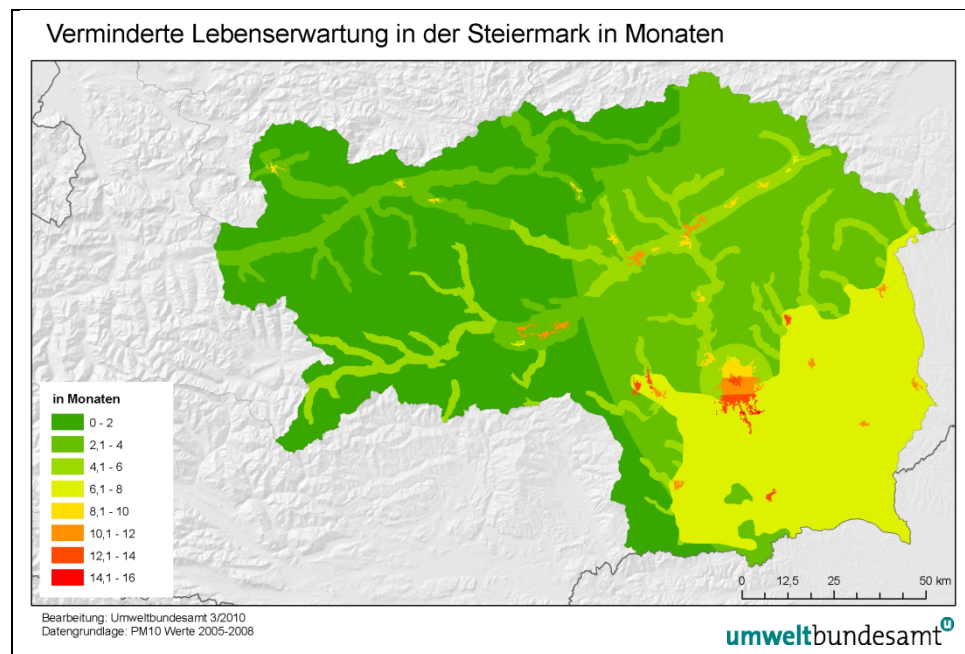 Verminderte Lebenserwartung in der Steiermark in Monaten
in Monaten
0 - 2
2,1 - 4
4,1 - 6
6,1 - 8
8,1 - 10
10,1 - 12
12,1 - 14
14,1 - 16
0 12,5 25 50 km
Bearbeitung: Umweltbundesamt 3/2010
Datengrundlage: PM10 Werte 2005-2008
umweltbundesamt u